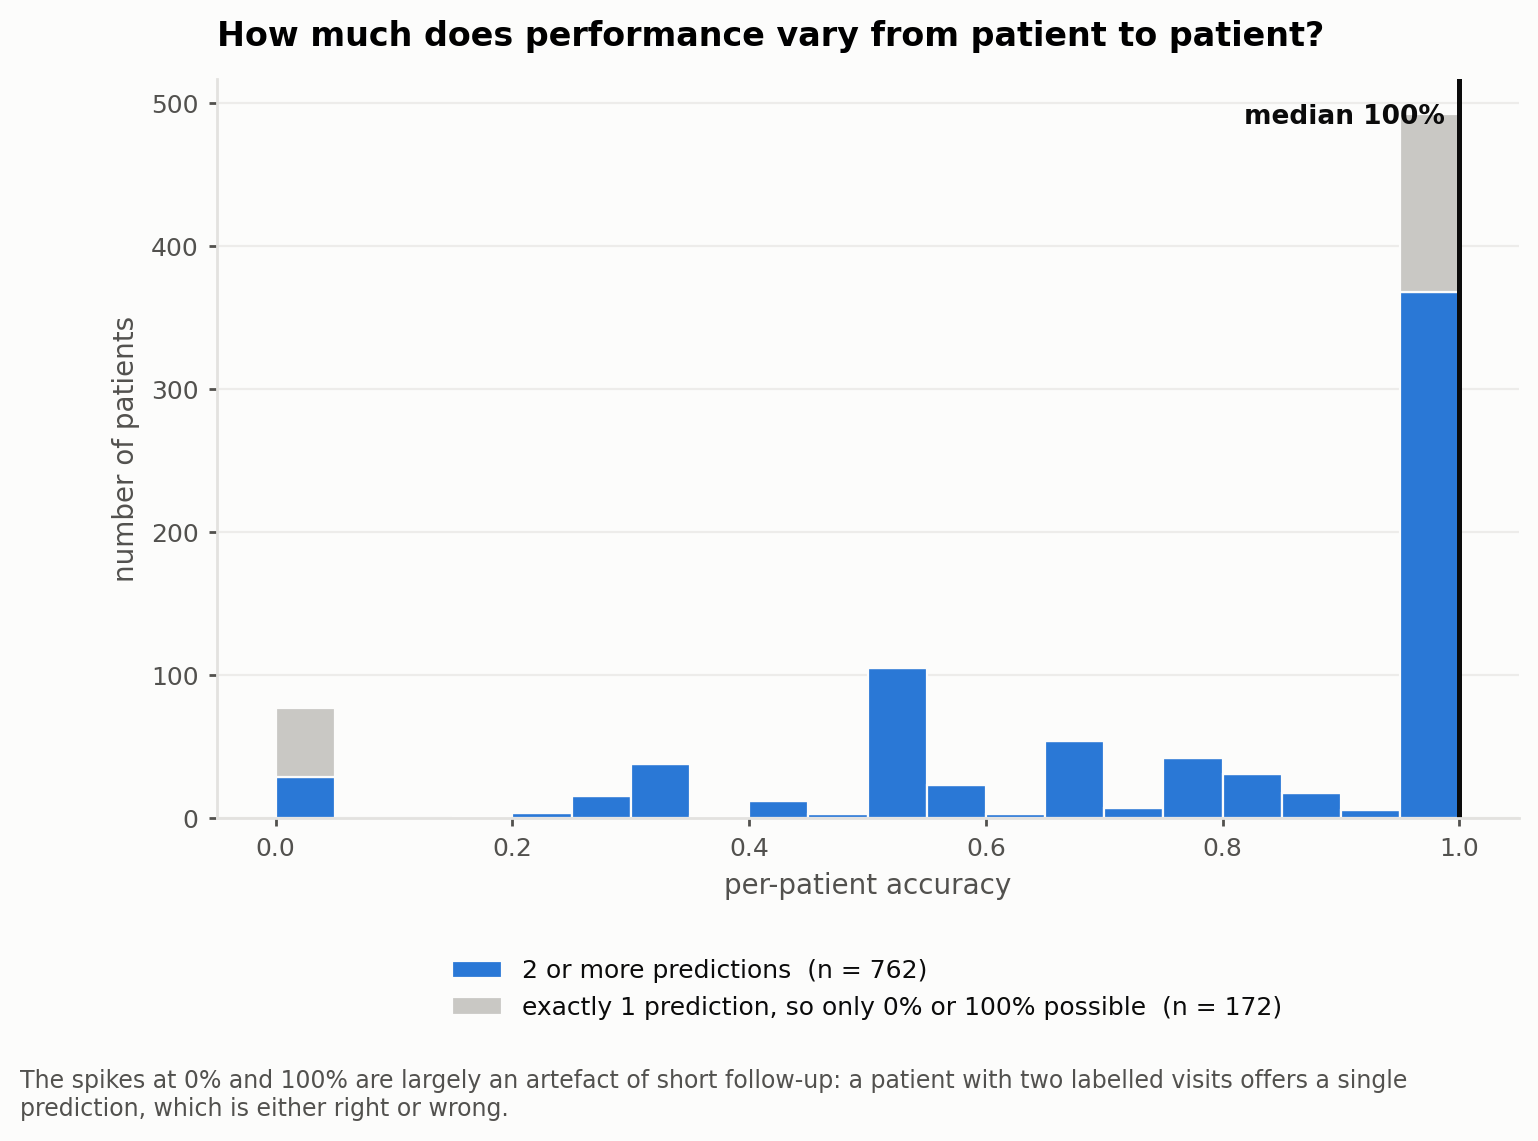 How much does performance vary from patient to patient?
500
median 100%
400
300
200
100
0
number of patients
0.0 0.2 0.4 0.6 0.8 1.0
per-patient accuracy
2 or more predictions (n = 762)
exactly 1 prediction, so only 0% or 100% possible (n = 172)
The spikes at 0% and 100% are largely an artefact of short follow-up: a patient with two labelled visits offers a single
prediction, which is either right or wrong.